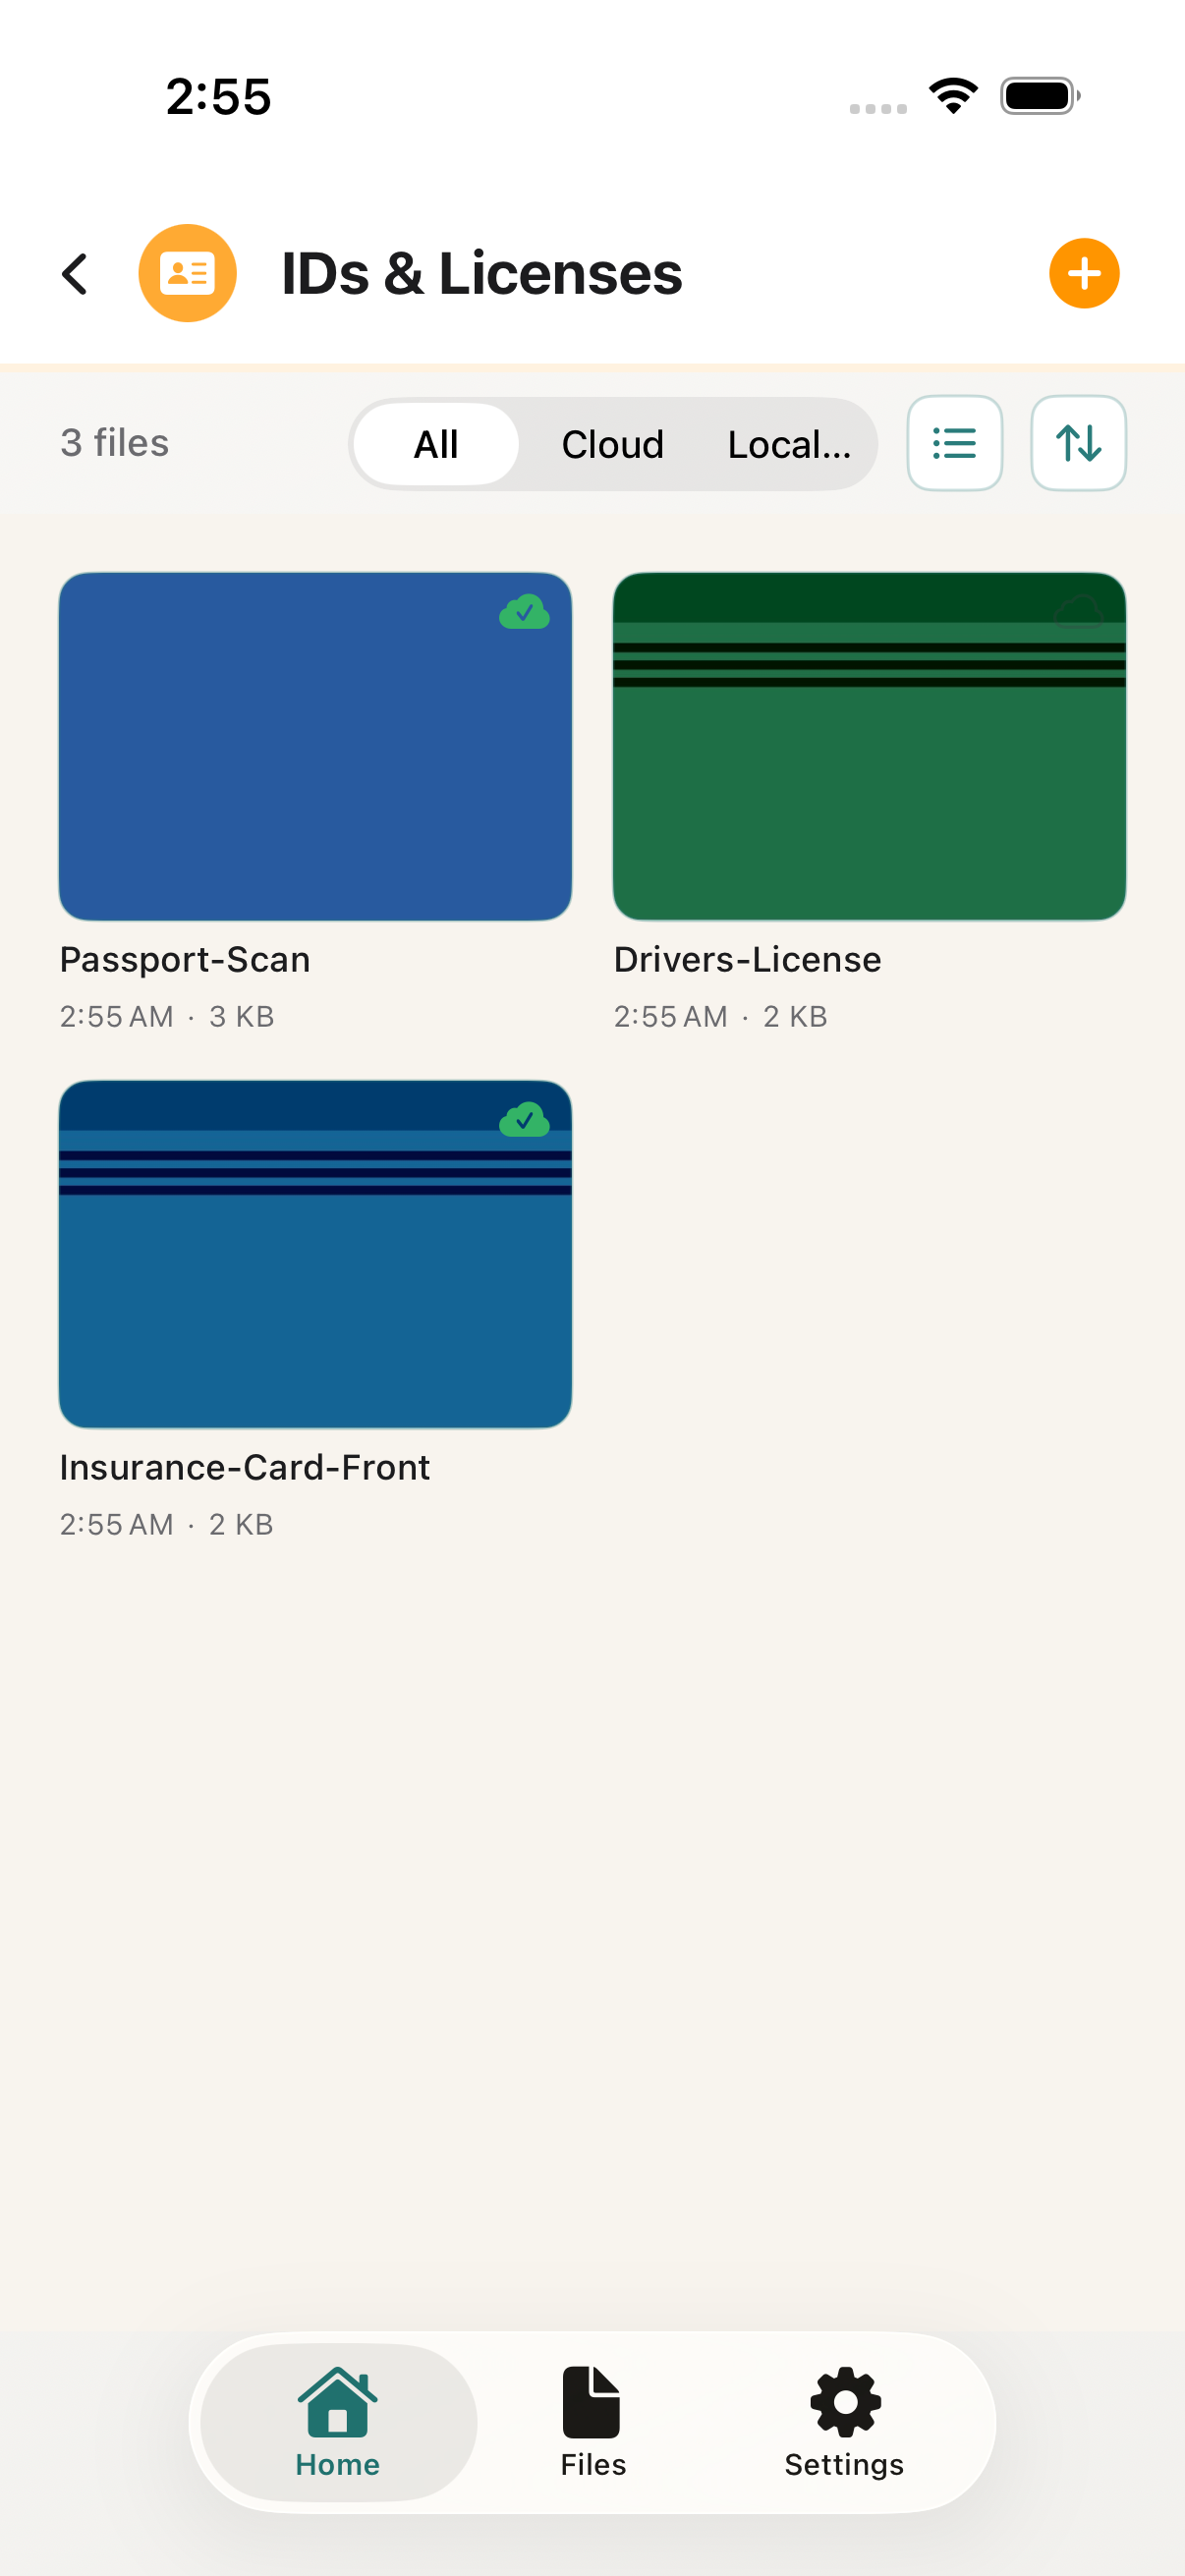 2:55
IDs & Licenses
3 files
All
Cloud
Local...
Passport-Scan
2:55 AM · 3 KB
Drivers-License
2:55 AM · 2 KB
Insurance-Card-Front
2:55 AM · 2 KB
Home
Files
Settings